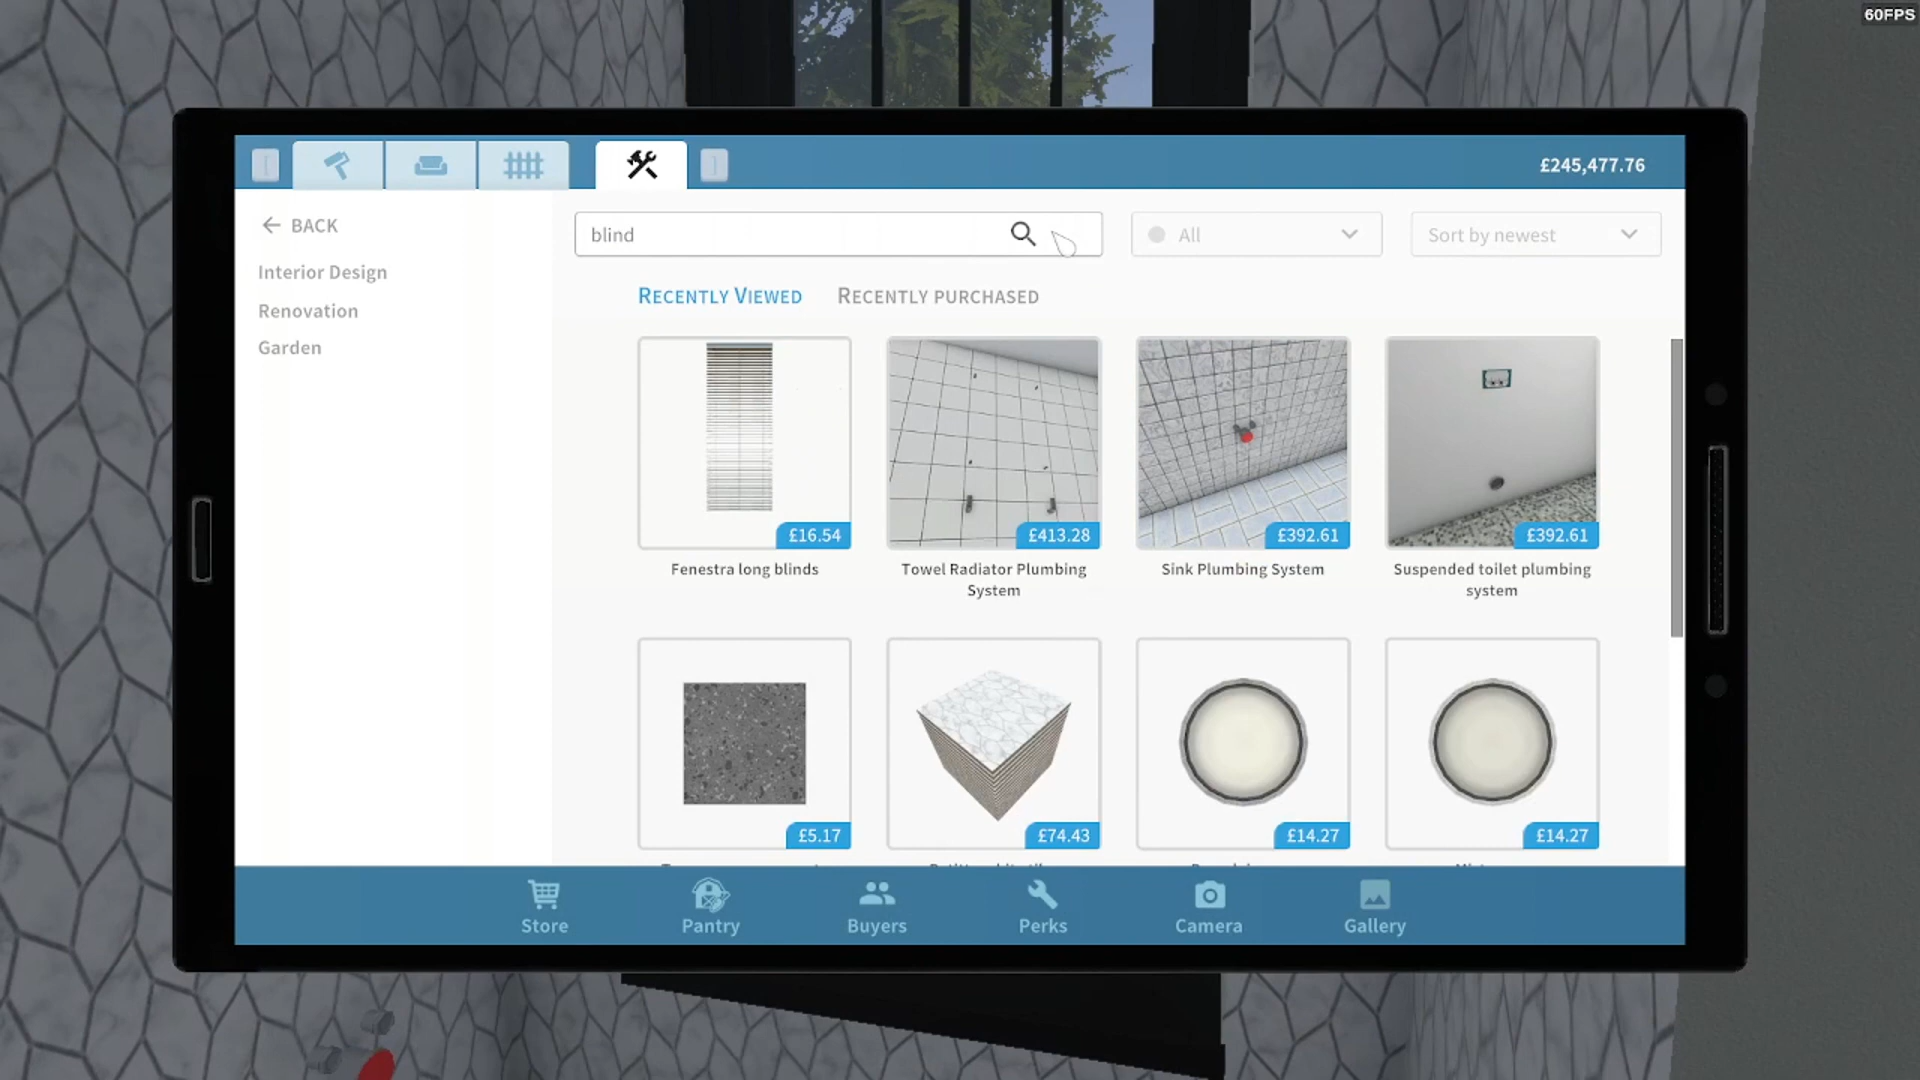 60FPS
£245,477.76
BACK
blind
All
Sort by newest
Interior Design
Renovation
Garden
RECENTLY VIEWED
RECENTLY PURCHASED
£16.54
£413.28
£392.61
£392.61
Fenestra long blinds
Towel Radiator Plumbing
System
Sink Plumbing System
Suspended toilet plumbing
system
£5.17
£74.43
£14.27
£14.27
Store
Pantry
Buyers
Perks
Camera
Gallery